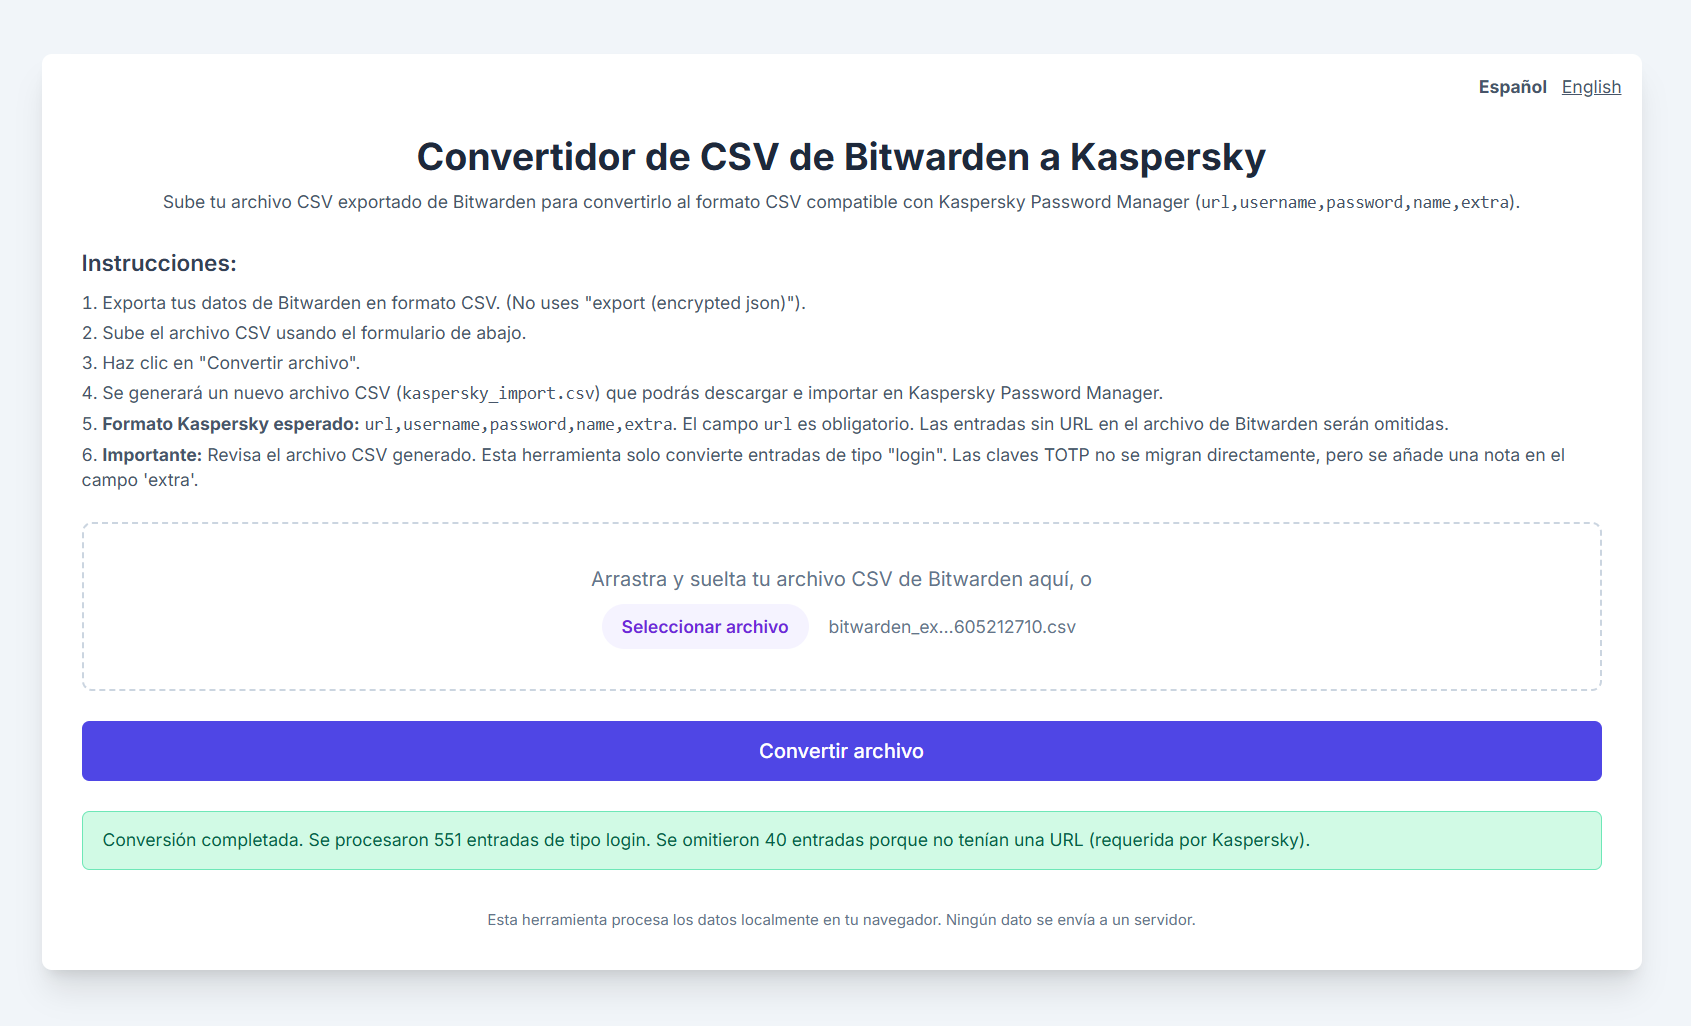 Español English
Convertidor de CSV de Bitwarden a Kaspersky
Sube tu archivo CSV exportado de Bitwarden para convertirlo al formato CSV compatible con Kaspersky Password Manager (url,username,password,name,extra).
Instrucciones:
1. Exporta tus datos de Bitwarden en formato CSV. (No uses "export (encrypted json)").
2. Sube el archivo CSV usando el formulario de abajo.
3. Haz clic en "Convertir archivo".
4. Se generará un nuevo archivo CSV (kaspersky_import.csv) que podrás descargar e importar en Kaspersky Password Manager.
5. Formato Kaspersky esperado: url,username,password,name,extra. El campo url es obligatorio. Las entradas sin URL en el archivo de Bitwarden serán omitidas.
6. Importante: Revisa el archivo CSV generado. Esta herramienta solo convierte entradas de tipo "login". Las claves TOTP no se migran directamente, pero se añade una nota en el
campo 'extra'.
Arrastra y suelta tu archivo CSV de Bitwarden aquí, o
Seleccionar archivo bitwarden_ex...605212710.csv
Convertir archivo
Conversión completada. Se procesaron 551 entradas de tipo login. Se omitieron 40 entradas porque no tenían una URL (requerida por Kaspersky).
Esta herramienta procesa los datos localmente en tu navegador. Ningún dato se envía a un servidor.